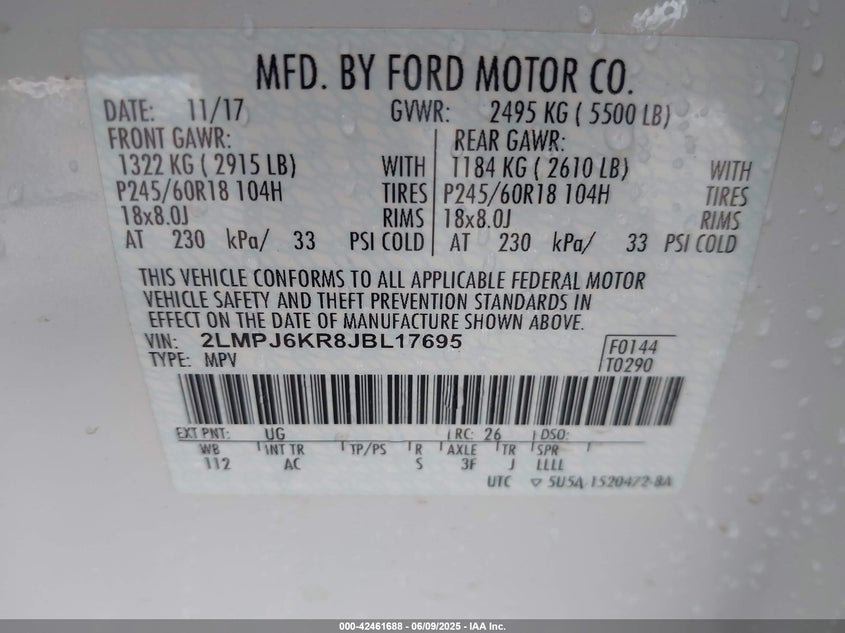 MFD. BY FORD MOTOR CO.
DATE: 11/17 GVWR: 2495 KG ( 5500 LB)
FRONT GAWR: REAR GAWR:
1322 KG ( 2915 LB) WITH 1184 KG ( 2610 LB) WITH
P245/60R18 104H TIRES P245/60R18 104H TIRES
18x8.0J RIMS 18x8.0J RIMS
AT 230 kPa/ 33 PSI COLD AT 230 kPa/ 33 PSI COLD
THIS VEHICLE CONFORMS TO ALL APPLICABLE FEDERAL MOTOR
VEHICLE SAFETY AND THEFT PREVENTION STANDARDS IN
EFFECT ON THE DATE OF MANUFACTURE SHOWN ABOVE.
VIN: 2LMPJ6KR8JBL17695 F0144
TYPE: MPV T0290
EXT PNT: UG RC: 26 DSO:
WB INT TR TP/PS R AXLE TR SPR
112 AC S 3F J LLLL
UTC ▽ 5U5A-1520472-BA
000-42461688 - 06/09/2025 - IAA Inc.